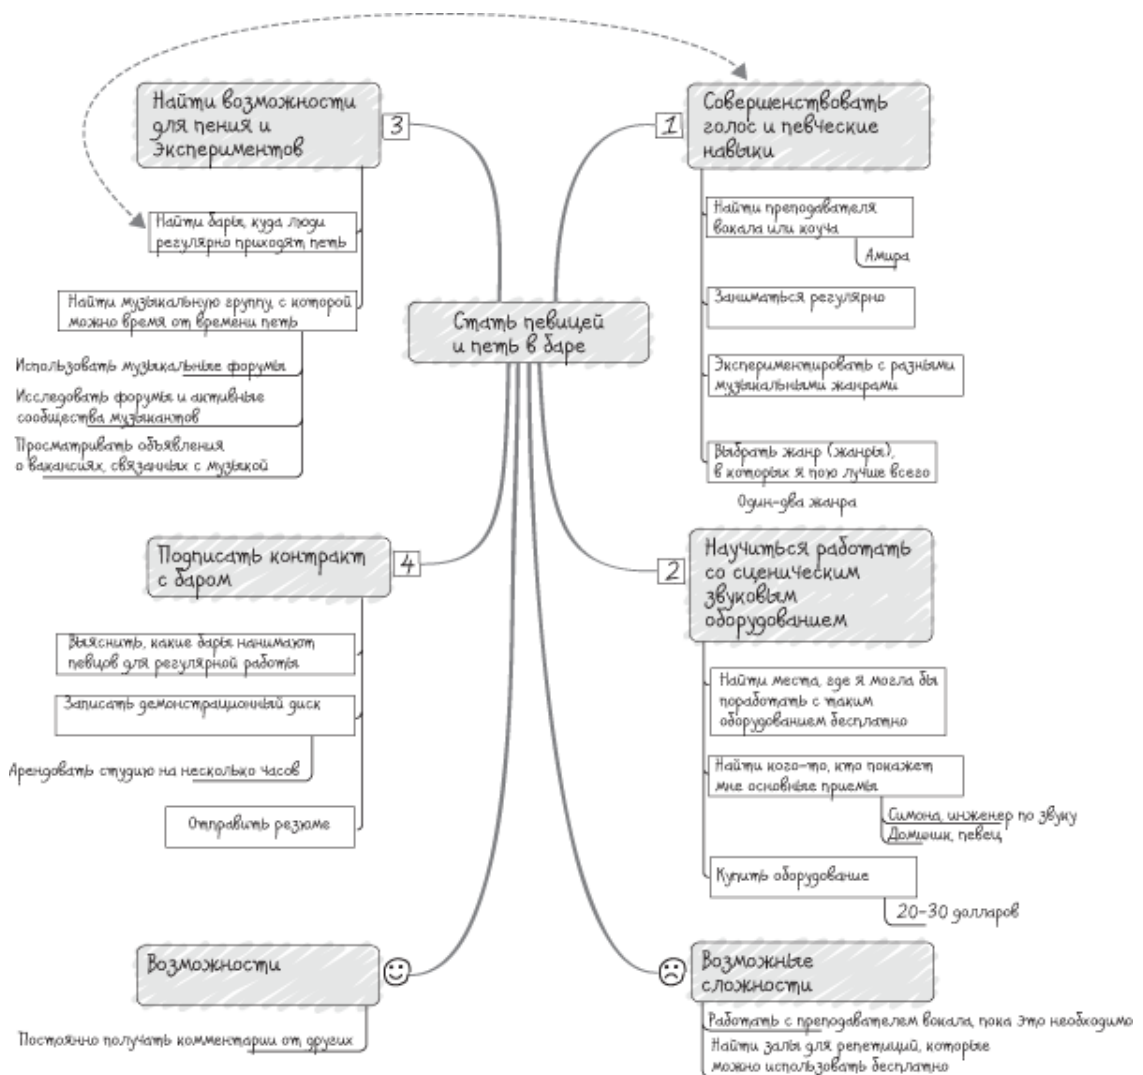 Стать певицей
и петь в баре
1
Совершенствовать
голос и певческие
навыки
Найти преподавателя
вокала или коуча
Амира
Заниматься регулярно
Экспериментировать с разными
музыкальными жанрами
Выбрать жанр (жанры),
в которых я пою лучше всего
Один-два жанра
2
Научиться работать
со сценическим
звуковым
оборудованием
Найти места, где я могла бы
поработать с таким
оборудованием бесплатно
Найти кого-то, кто покажет
мне основные приемы
Симона, инженер по звуку
Доминик, певец
Купить оборудование
20-30 долларов
3
Найти возможности
для пения и
экспериментов
Найти бары, куда люди
регулярно приходят петь
Найти музыкальную группу, с которой
можно время от времени петь
Использовать музыкальные форумы
Исследовать форумы и активные
сообщества музыкантов
Просматривать объявления
о вакансиях, связанных с музыкой
4
Подписать контракт
с баром
Выяснить, какие бары нанимают
певцов для регулярной работы
Записать демонстрационный диск
Арендовать студию на несколько часов
Отправить резюме
Возможности
Постоянно получать комментарии от других
Возможные
сложности
Работать с преподавателем вокала, пока это необходимо
Найти залы для репетиций, которые
можно использовать бесплатно